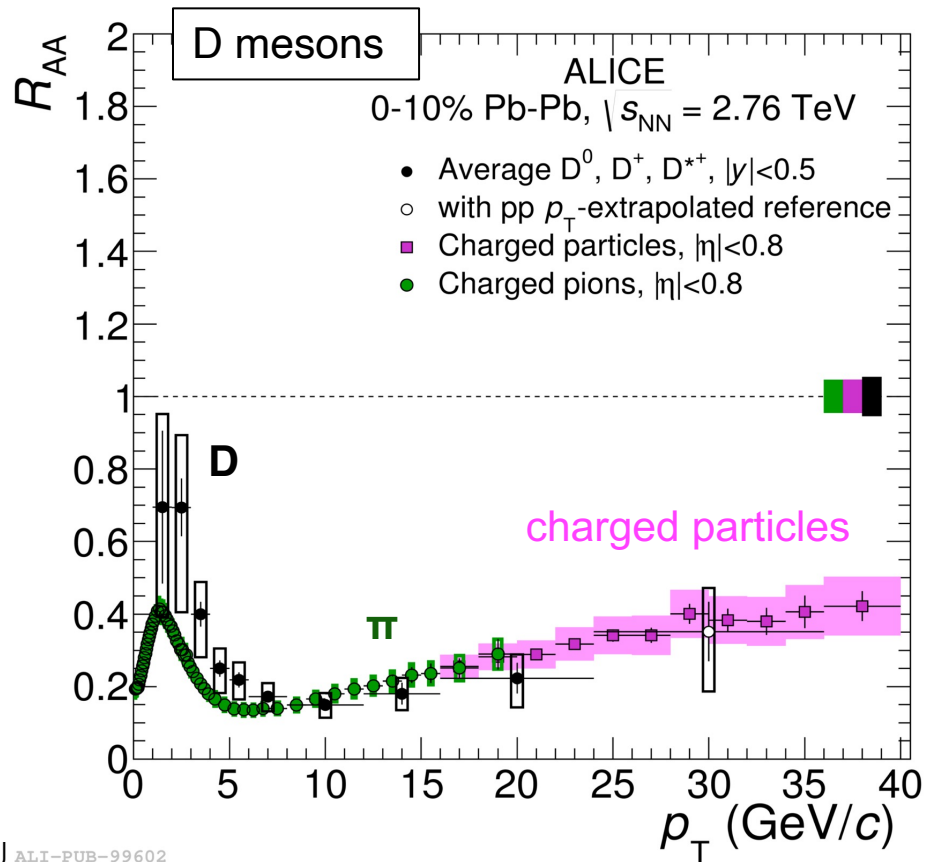 D mesons
ALICE
0-10% Pb-Pb, √s_NN = 2.76 TeV
Average D⁰, D⁺, D*⁺, |y|<0.5
with pp p_T-extrapolated reference
Charged particles, |η|<0.8
Charged pions, |η|<0.8
R_AA
2
1.8
1.6
1.4
1.2
1
0.8
0.6
0.4
0.2
0
D
charged particles
π
0 5 10 15 20 25 30 35 40
p_T (GeV/c)
ALI-PUB-99602